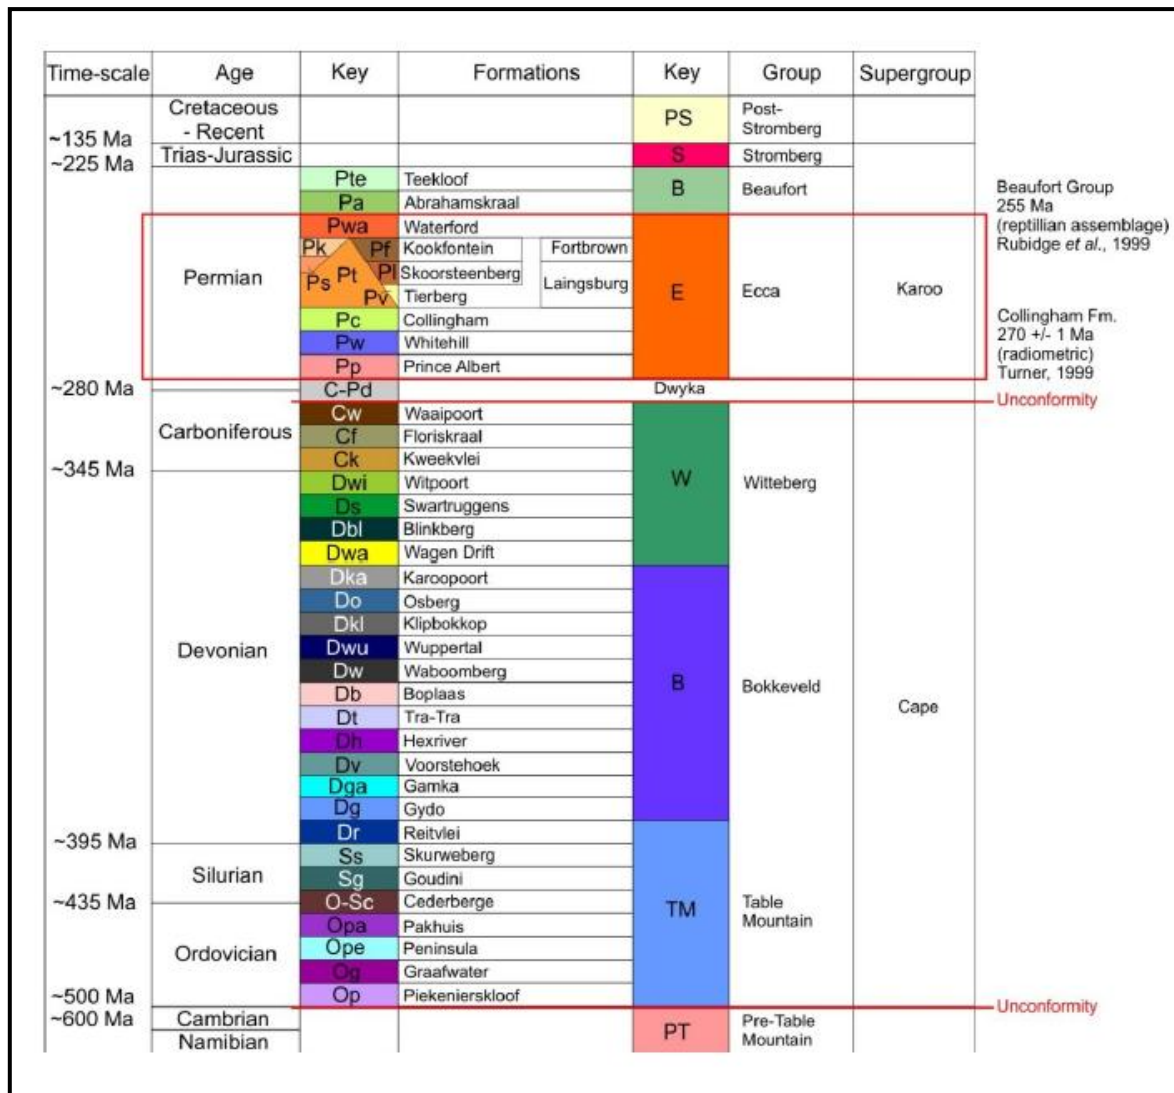 Time-scale Age Key Formations Key Group Supergroup
Cretaceous
- Recent
PS
Post-
Stromberg
~135 Ma
Trias-Jurassic S Stromberg
~225 Ma
Pte Teekloof
Pa Abrahamskraal
B Beaufort
Beaufort Group
255 Ma
(reptillian assemblage)
Rubidge et al., 1999
Permian
Pwa Waterford
Pk Pf Kookfontein Fortbrown
Ps Pt Pl Skoorsteenberg Laingsburg
Pv Tierberg
E Ecca Karoo
Pc Collingham
Pw Whitehill
Pp Prince Albert
Collingham Fm.
270 +/- 1 Ma
(radiometric)
Turner, 1999
~280 Ma
C-Pd Dwyka
Unconformity
Carboniferous
Cw Waaipoort
Cf Floriskraal
Ck Kweekvlei
~345 Ma
Dwi Witpoort
W Witteberg
Ds Swartruggens
Dbl Blinkberg
Dwa Wagen Drift
Dka Karoopoort
Do Osberg
Dkl Klipbokkop
Devonian
Dwu Wuppertal
Dw Waboomberg
B Bokkeveld
Db Boplaas
Cape
Dt Tra-Tra
Dh Hexriver
Dv Voorstehoek
Dga Gamka
Dg Gydo
Dr Reitvlei
~395 Ma
Silurian
Ss Skurweberg
Sg Goudini
~435 Ma
O-Sc Cederberge
TM
Table
Mountain
Opa Pakhuis
Ordovician
Ope Peninsula
Og Graafwater
Op Piekenierskloof
~500 Ma
Unconformity
~600 Ma
Cambrian
Namibian
PT
Pre-Table
Mountain